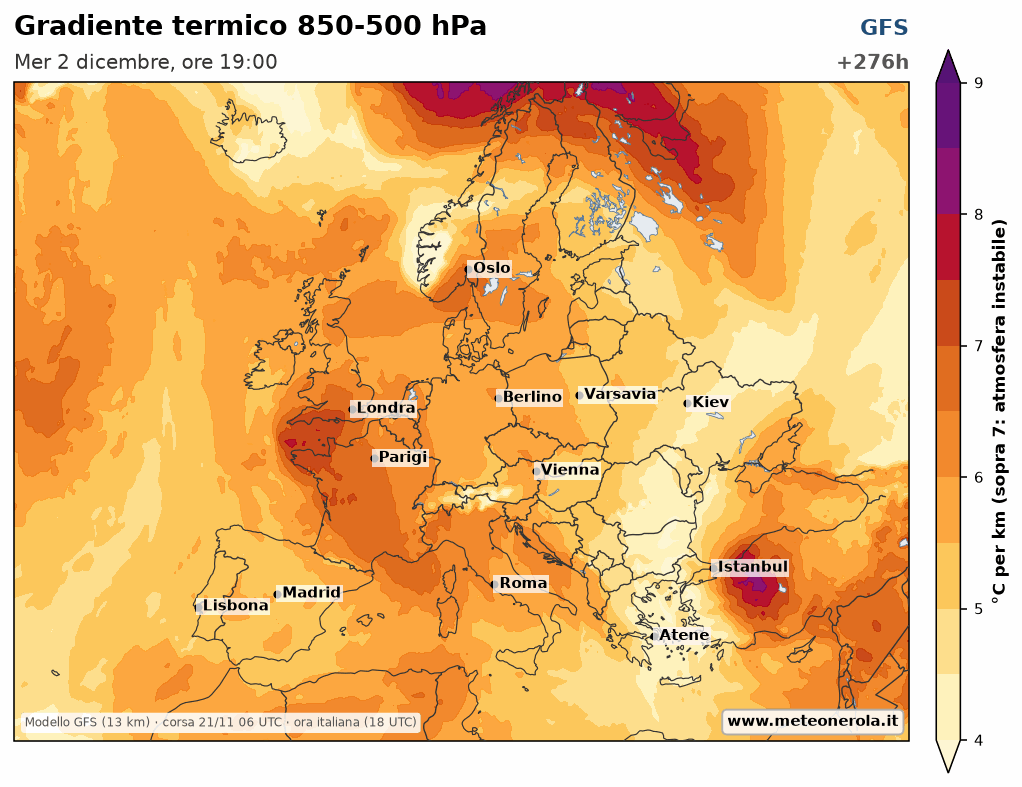 Gradiente termico 850-500 hPa
GFS
Mer 2 dicembre, ore 19:00
+276h
Oslo
Londra
Berlino
Varsavia
Kiev
Parigi
Vienna
Istanbul
Roma
Madrid
Lisbona
Atene
Modello GFS (13 km) · corsa 21/11 06 UTC · ora italiana (18 UTC)
www.meteonerola.it
9
8
7
6
5
4
°C per km (sopra 7: atmosfera instabile)